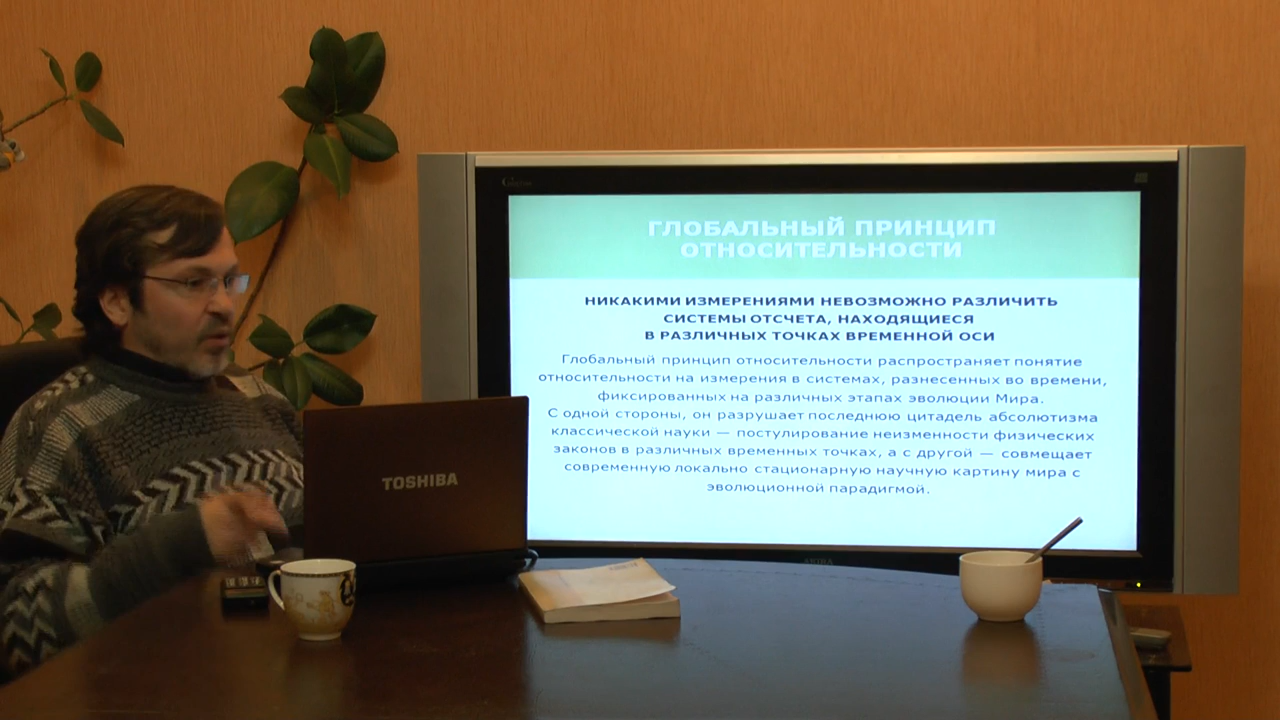 ГЛОБАЛЬНЫЙ ПРИНЦИП
ОТНОСИТЕЛЬНОСТИ
НИКАКИМИ ИЗМЕРЕНИЯМИ НЕВОЗМОЖНО РАЗЛИЧИТЬ
СИСТЕМЫ ОТСЧЕТА, НАХОДЯЩИЕСЯ
В РАЗЛИЧНЫХ ТОЧКАХ ВРЕМЕННОЙ ОСИ
Глобальный принцип относительности распространяет понятие
относительности на измерения в системах, разнесенных во времени,
фиксированных на различных этапах эволюции Мира.
С одной стороны, он разрушает последнюю цитадель абсолютизма
классической науки — постулирование неизменности физических
законов в различных временных точках, а с другой — совмещает
современную локально стационарную научную картину мира с
эволюционной парадигмой.
TOSHIBA